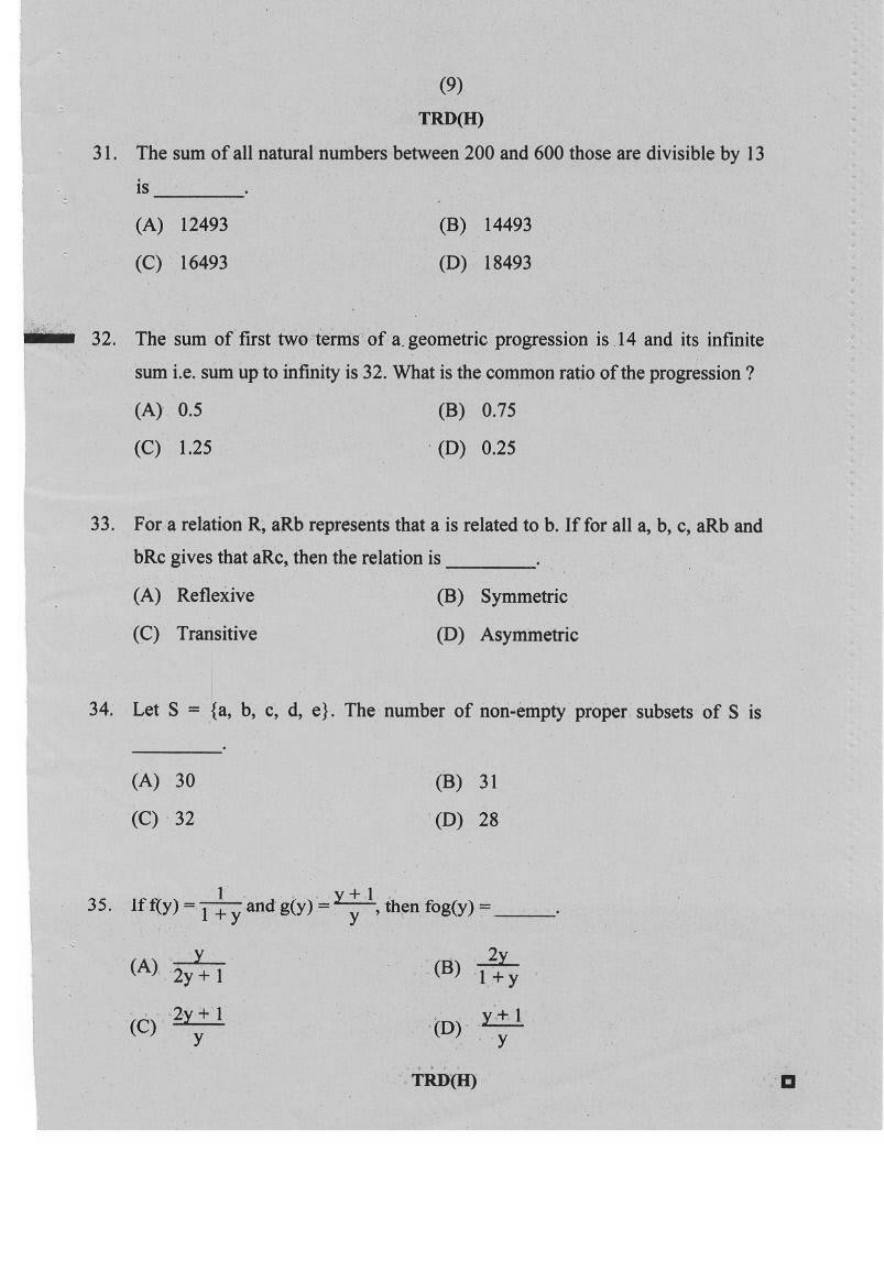 (9)
TRD(H)
31. The sum of all natural numbers between 200 and 600 those are divisible by 13
is ________.
(A) 12493 (B) 14493
(C) 16493 (D) 18493
32. The sum of first two terms of a geometric progression is 14 and its infinite
sum i.e. sum up to infinity is 32. What is the common ratio of the progression ?
(A) 0.5 (B) 0.75
(C) 1.25 (D) 0.25
33. For a relation R, aRb represents that a is related to b. If for all a, b, c, aRb and
bRc gives that aRc, then the relation is ________.
(A) Reflexive (B) Symmetric
(C) Transitive (D) Asymmetric
34. Let S = {a, b, c, d, e}. The number of non-empty proper subsets of S is
________.
(A) 30 (B) 31
(C) 32 (D) 28
35. If f(y) = 1/(1 + y) and g(y) = (y + 1)/y, then fog(y) = ______.
(A) y/(2y + 1) (B) 2y/(1 + y)
(C) (2y + 1)/y (D) (y + 1)/y
TRD(H)